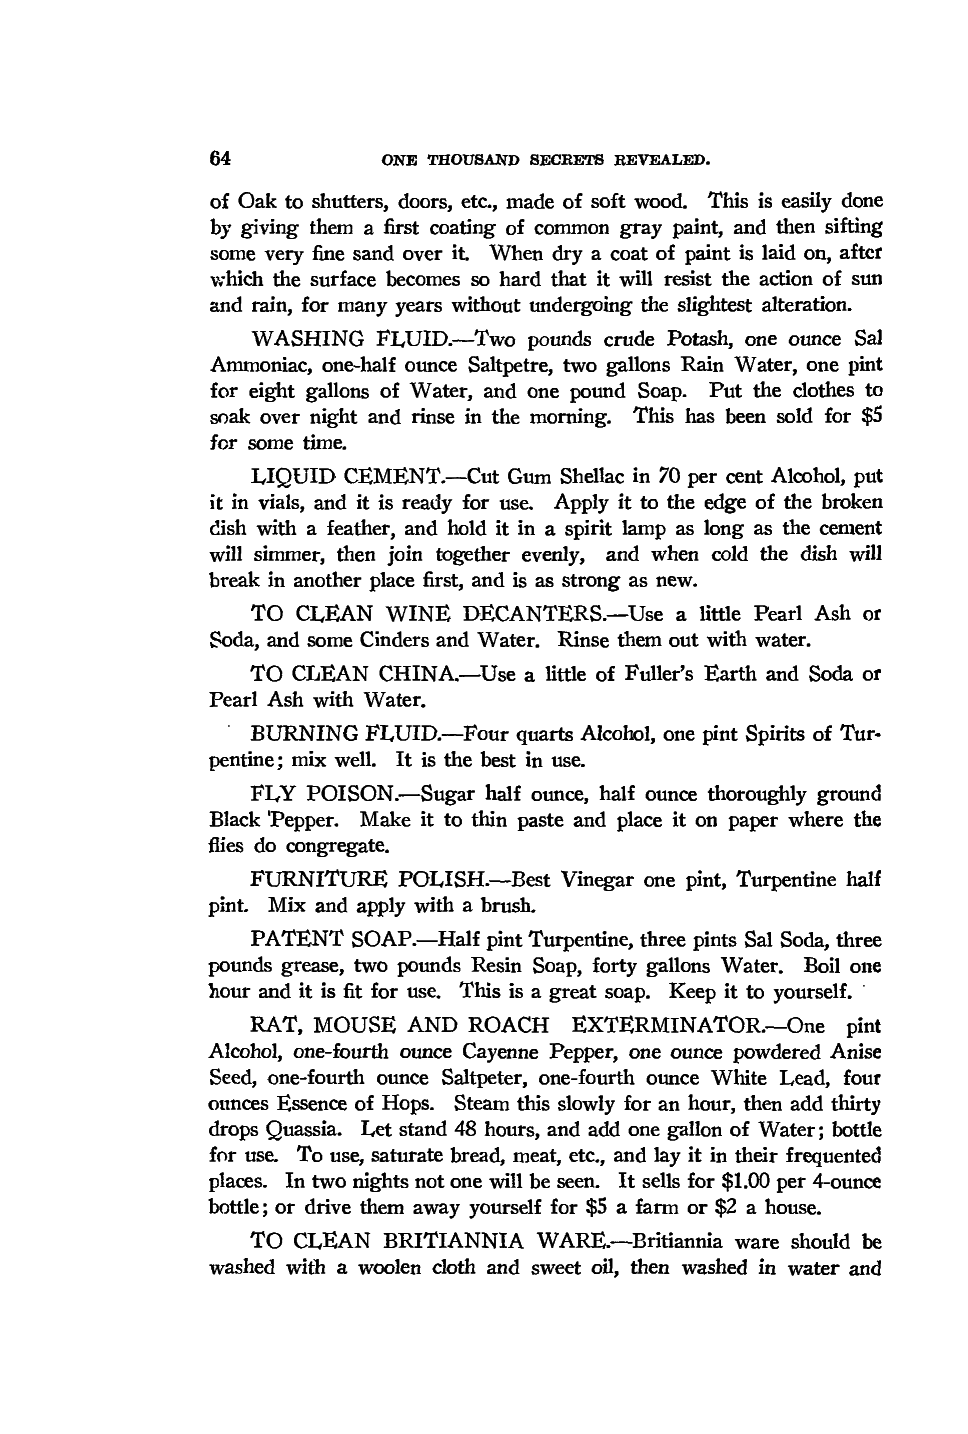 64 ONE THOUSAND SECRETS REVEALED.
of Oak to shutters, doors, etc., made of soft wood. This is easily done
by giving them a first coating of common gray paint, and then sifting
some very fine sand over it. When dry a coat of paint is laid on, after
which the surface becomes so hard that it will resist the action of sun
and rain, for many years without undergoing the slightest alteration.
WASHING FLUID.—Two pounds crude Potash, one ounce Sal
Ammoniac, one-half ounce Saltpetre, two gallons Rain Water, one pint
for eight gallons of Water, and one pound Soap. Put the clothes to
soak over night and rinse in the morning. This has been sold for $5
for some time.
LIQUID CEMENT.—Cut Gum Shellac in 70 per cent Alcohol, put
it in vials, and it is ready for use. Apply it to the edge of the broken
dish with a feather, and hold it in a spirit lamp as long as the cement
will simmer, then join together evenly, and when cold the dish will
break in another place first, and is as strong as new.
TO CLEAN WINE DECANTERS.—Use a little Pearl Ash or
Soda, and some Cinders and Water. Rinse them out with water.
TO CLEAN CHINA.—Use a little of Fuller's Earth and Soda or
Pearl Ash with Water.
BURNING FLUID.—Four quarts Alcohol, one pint Spirits of Tur-
pentine; mix well. It is the best in use.
FLY POISON.—Sugar half ounce, half ounce thoroughly ground
Black Pepper. Make it to thin paste and place it on paper where the
flies do congregate.
FURNITURE POLISH.—Best Vinegar one pint, Turpentine half
pint. Mix and apply with a brush.
PATENT SOAP.—Half pint Turpentine, three pints Sal Soda, three
pounds grease, two pounds Resin Soap, forty gallons Water. Boil one
hour and it is fit for use. This is a great soap. Keep it to yourself.
RAT, MOUSE AND ROACH EXTERMINATOR.—One pint
Alcohol, one-fourth ounce Cayenne Pepper, one ounce powdered Anise
Seed, one-fourth ounce Saltpeter, one-fourth ounce White Lead, four
ounces Essence of Hops. Steam this slowly for an hour, then add thirty
drops Quassia. Let stand 48 hours, and add one gallon of Water; bottle
for use. To use, saturate bread, meat, etc., and lay it in their frequented
places. In two nights not one will be seen. It sells for $1.00 per 4-ounce
bottle; or drive them away yourself for $5 a farm or $2 a house.
TO CLEAN BRITIANNIA WARE.—Britiannia ware should be
washed with a woolen cloth and sweet oil, then washed in water and